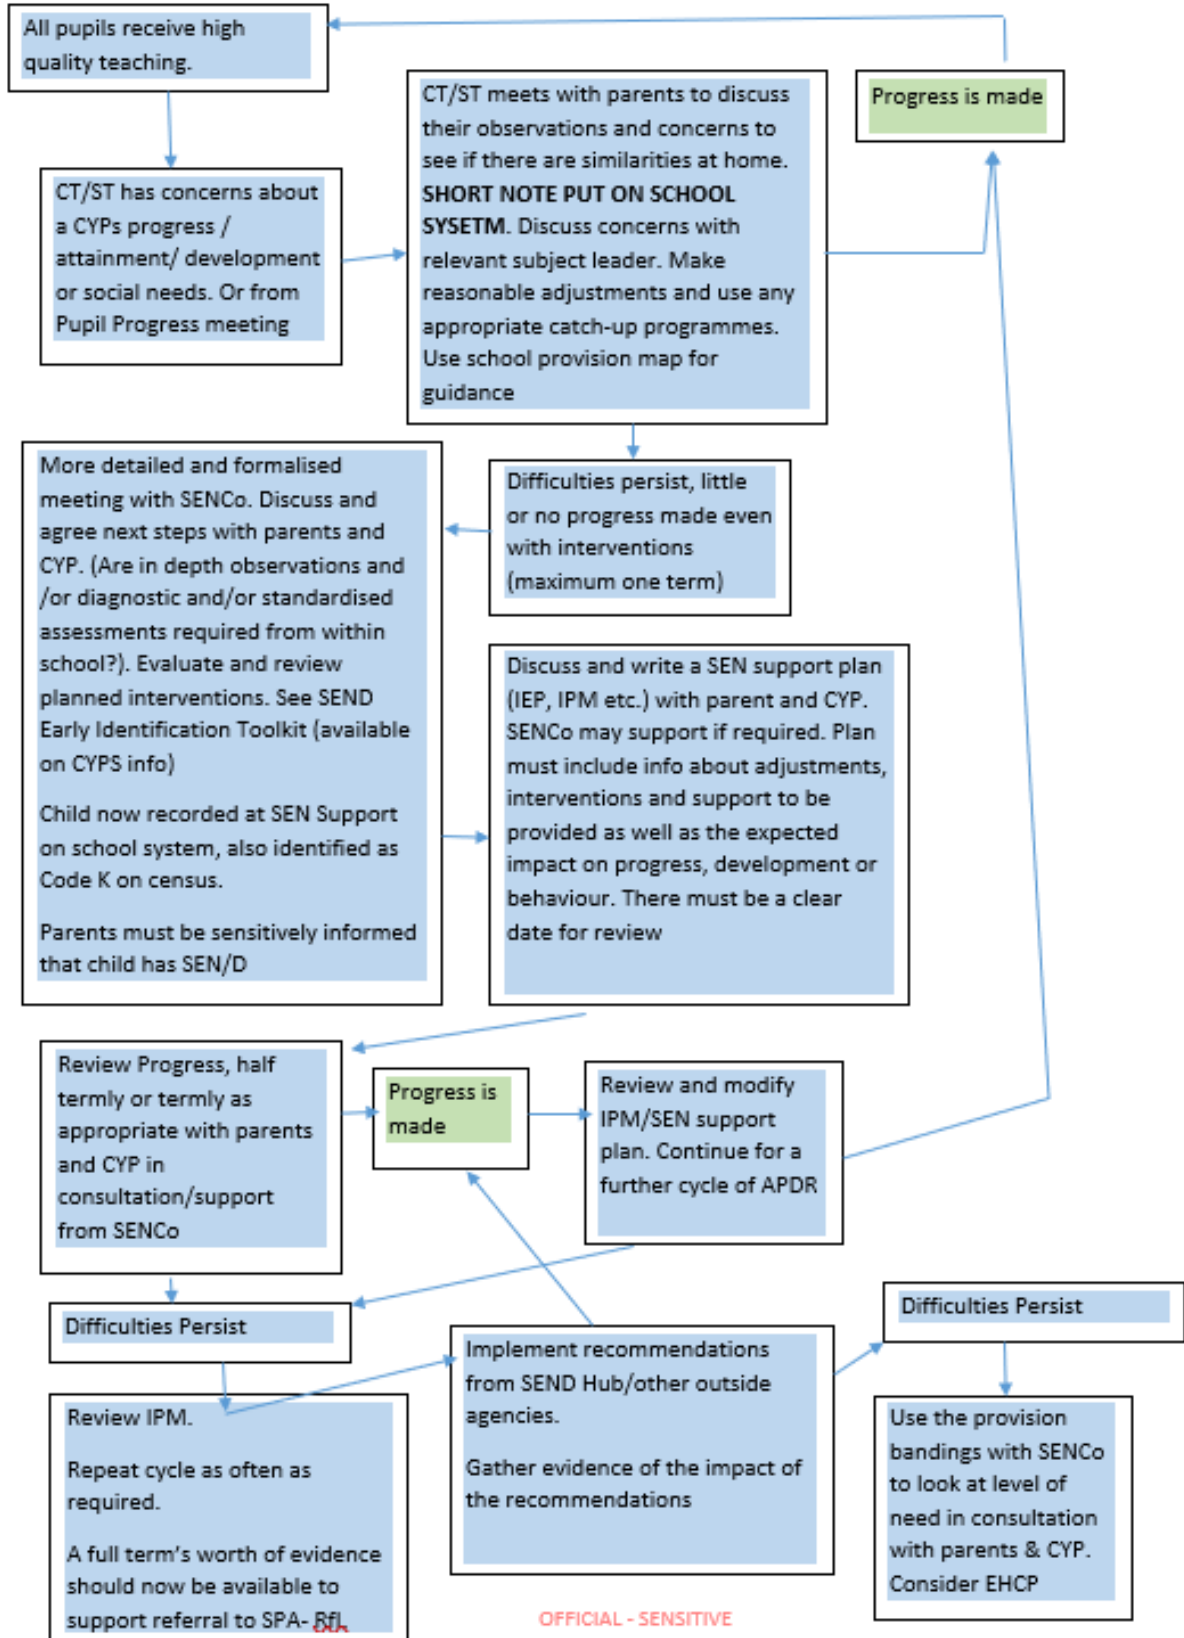 All pupils receive high
quality teaching.
Progress is made
CT/ST meets with parents to discuss
their observations and concerns to
see if there are similarities at home.
SHORT NOTE PUT ON SCHOOL
SYSETM. Discuss concerns with
relevant subject leader. Make
reasonable adjustments and use any
appropriate catch-up programmes.
Use school provision map for
guidance
CT/ST has concerns about
a CYPs progress /
attainment/ development
or social needs. Or from
Pupil Progress meeting
Difficulties persist, little
or no progress made even
with interventions
(maximum one term)
More detailed and formalised
meeting with SENCo. Discuss and
agree next steps with parents and
CYP. (Are in depth observations and
/or diagnostic and/or standardised
assessments required from within
school?). Evaluate and review
planned interventions. See SEND
Early Identification Toolkit (available
on CYPS info)
Child now recorded at SEN Support
on school system, also identified as
Code K on census.
Parents must be sensitively informed
that child has SEN/D
Discuss and write a SEN support plan
(IEP, IPM etc.) with parent and CYP.
SENCo may support if required. Plan
must include info about adjustments,
interventions and support to be
provided as well as the expected
impact on progress, development or
behaviour. There must be a clear
date for review
Review Progress, half
termly or termly as
appropriate with parents
and CYP in
consultation/support
from SENCo
Progress is
made
Review and modify
IPM/SEN support
plan. Continue for a
further cycle of APDR
Difficulties Persist
Review IPM.
Repeat cycle as often as
required.
A full term's worth of evidence
should now be available to
support referral to SPA- RfI
Implement recommendations
from SEND Hub/other outside
agencies.
Gather evidence of the impact of
the recommendations
Difficulties Persist
Use the provision
bandings with SENCo
to look at level of
need in consultation
with parents & CYP.
Consider EHCP
OFFICIAL - SENSITIVE